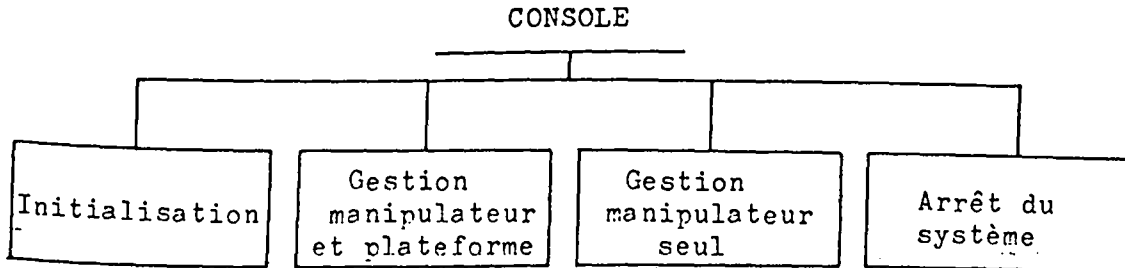 CONSOLE
Initialisation
Gestion
manipulateur
et plateforme
Gestion
manipulateur
seul
Arrêt du
système